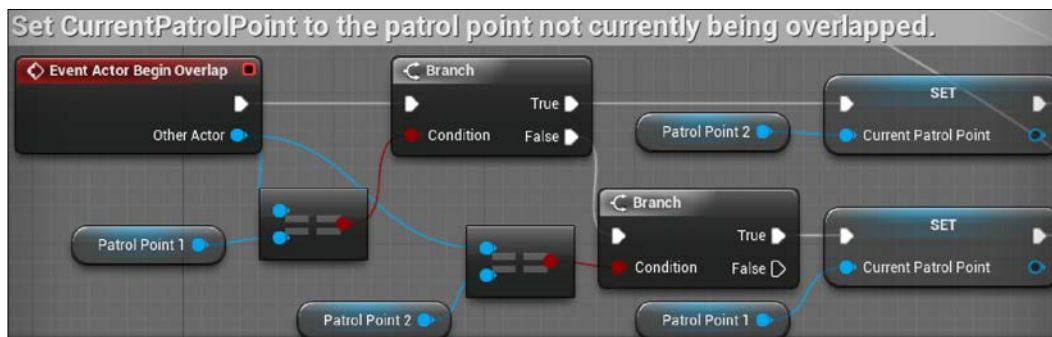 Set CurrentPatrolPoint to the patrol point not currently being overlapped.
Event Actor Begin Overlap
Other Actor
Branch
Condition
True
False
Patrol Point 2
SET
Current Patrol Point
Patrol Point 1
==
Patrol Point 2
==
Branch
Condition
True
False
Patrol Point 1
SET
Current Patrol Point